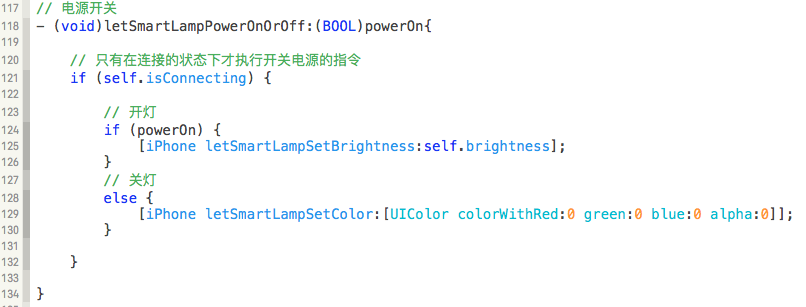 117 // 电源开关
118 - (void)letSmartLampPowerOnOrOff:(BOOL)powerOn{
119
120     // 只有在连接的状态下才执行开关电源的指令
121     if (self.isConnecting) {
122
123         // 开灯
124         if (powerOn) {
125             [iPhone letSmartLampSetBrightness:self.brightness];
126         }
127         // 关灯
128         else {
129             [iPhone letSmartLampSetColor:[UIColor colorWithRed:0 green:0 blue:0 alpha:0]];
130         }
131
132     }
133
134 }